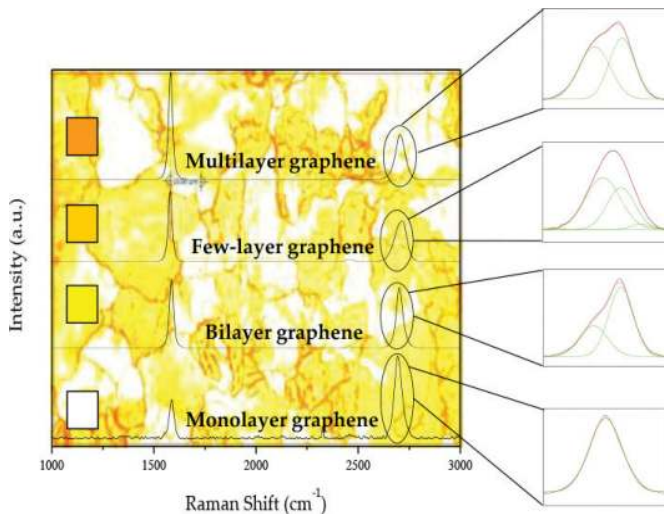 Multilayer graphene
Few-layer graphene
Bilayer graphene
Monolayer graphene
Intensity (a.u.)
1000 1500 2000 2500 3000
Raman Shift (cm⁻¹)